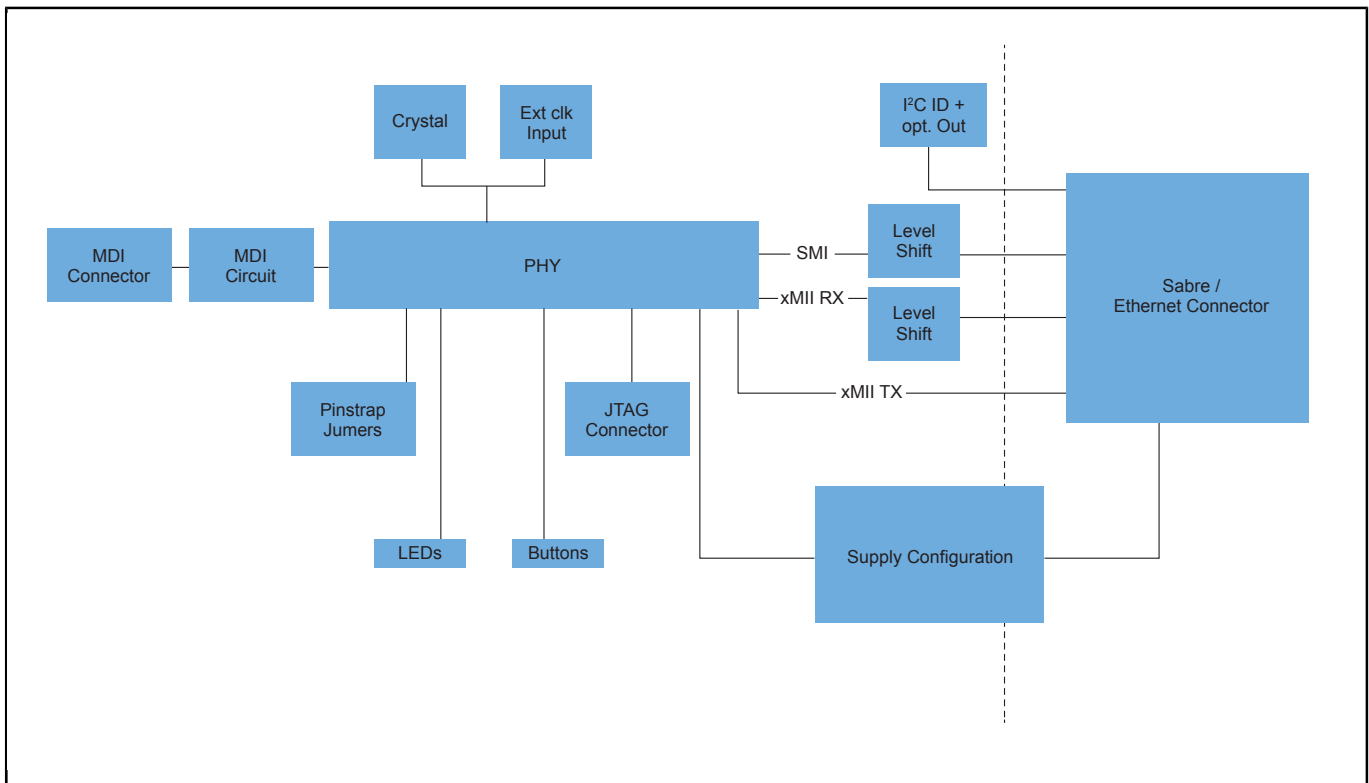 Crystal
Ext clk
Input
I²C ID +
opt. Out
MDI
Connector
MDI
Circuit
PHY
SMI
Level
Shift
xMII RX
Level
Shift
Sabre /
Ethernet Connector
xMII TX
Pinstrap
Jumers
JTAG
Connector
LEDs
Buttons
Supply Configuration